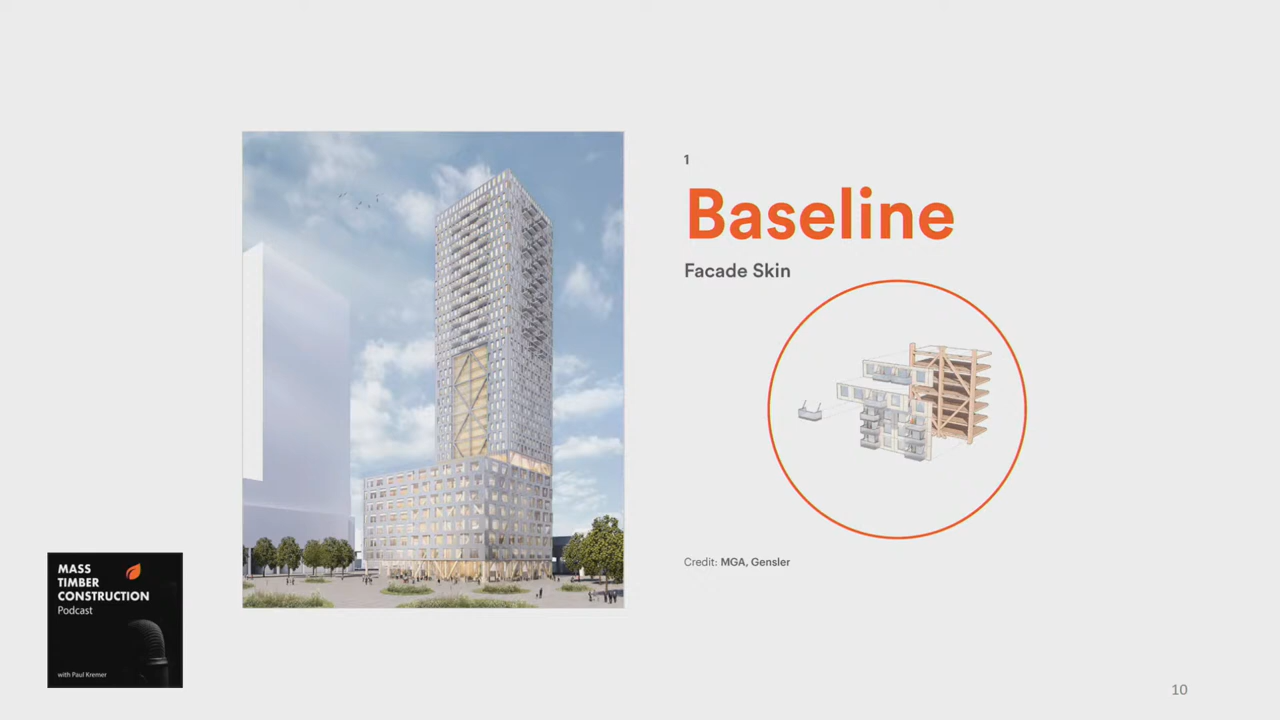 1
Baseline
Facade Skin
Credit: MGA, Gensler
MASS
TIMBER
CONSTRUCTION
Podcast
with Paul Kremer
10